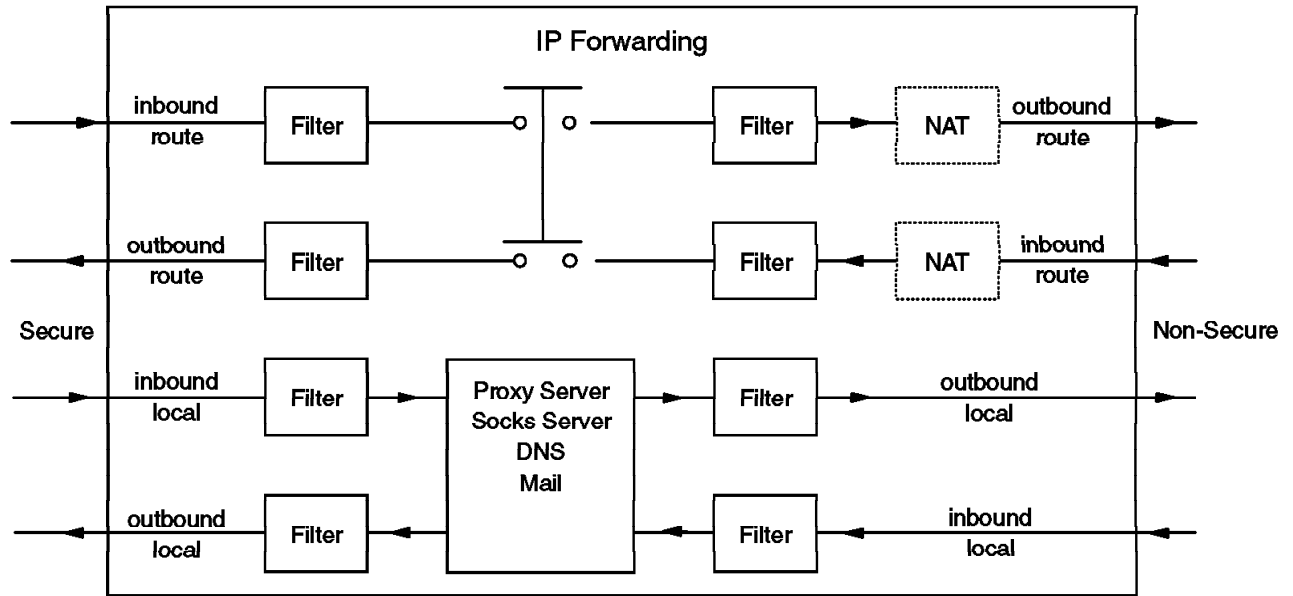 IP Forwarding
inbound
route
Filter
Filter
NAT
outbound
route
outbound
route
Filter
Filter
NAT
inbound
route
Secure
Non-Secure
inbound
local
Filter
Proxy Server
Socks Server
DNS
Mail
Filter
outbound
local
outbound
local
Filter
Filter
inbound
local